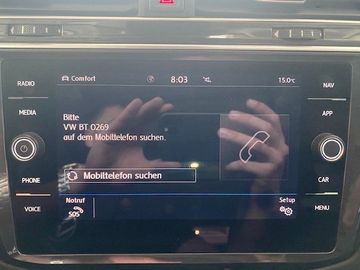 RADIO
MEDIA
PHONE
VOICE
Comfort
8:03
15.0°C
Bitte
VW BT 0269
auf dem Mobiltelefon suchen.
Mobiltelefon suchen
Notruf
SOS
Setup
NAV
APP
CAR
MENU